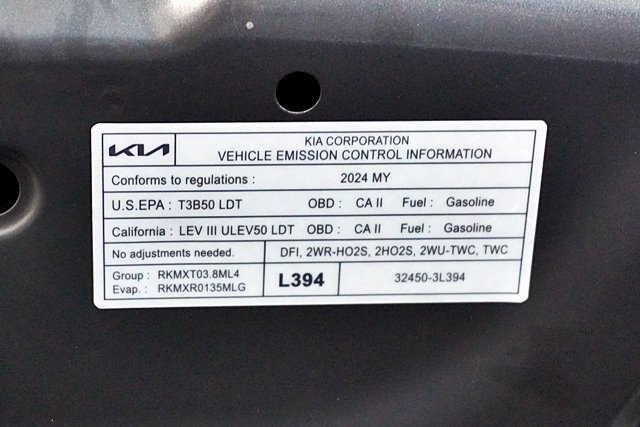 KIA KIA CORPORATION
VEHICLE EMISSION CONTROL INFORMATION
Conforms to regulations : 2024 MY
U.S.EPA : T3B50 LDT OBD : CA II Fuel : Gasoline
California : LEV III ULEV50 LDT OBD : CA II Fuel : Gasoline
No adjustments needed. DFI, 2WR-HO2S, 2HO2S, 2WU-TWC, TWC
Group : RKMXT03.8ML4
Evap. : RKMXR0135MLG
L394 32450-3L394